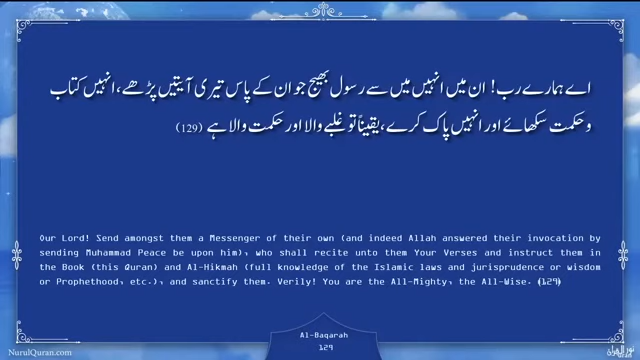 اے ہمارے رب! ان میں انہیں میں سے رسول بھیج جو ان کے پاس تیری آیتیں پڑھے، انہیں کتاب
و حکمت سکھائے اور انہیں پاک کرے، یقیناً تو غلبے والا اور حکمت والا ہے (129)
Our Lord! Send amongst them a Messenger of their own (and indeed Allah answered their invocation by
sending Muhammad Peace be upon him), who shall recite unto them Your Verses and instruct them in
the Book (this Quran) and Al-Hikmah (full knowledge of the Islamic laws and jurisprudence or wisdom
or Prophethood, etc.), and sanctify them. Verily! You are the All-Mighty, the All-Wise. ﴾129﴿
Al-Baqarah
129
NurulQuran.com